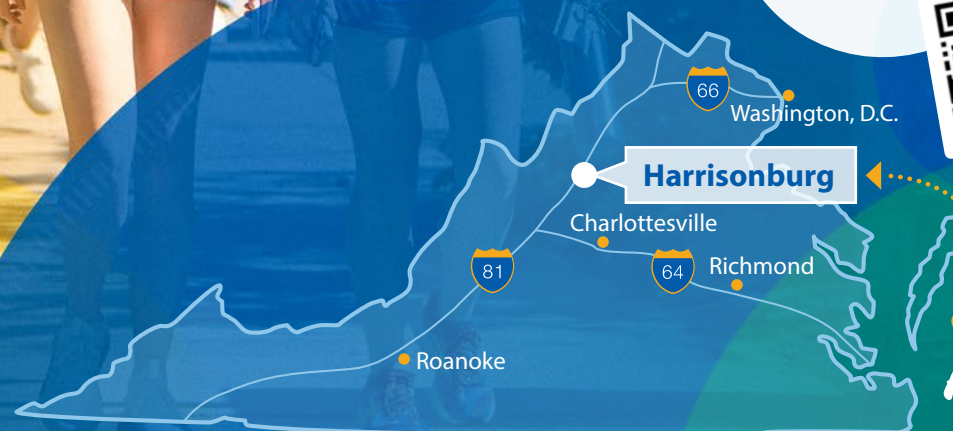 66
Washington, D.C.
Harrisonburg
Charlottesville
81
64
Richmond
Roanoke